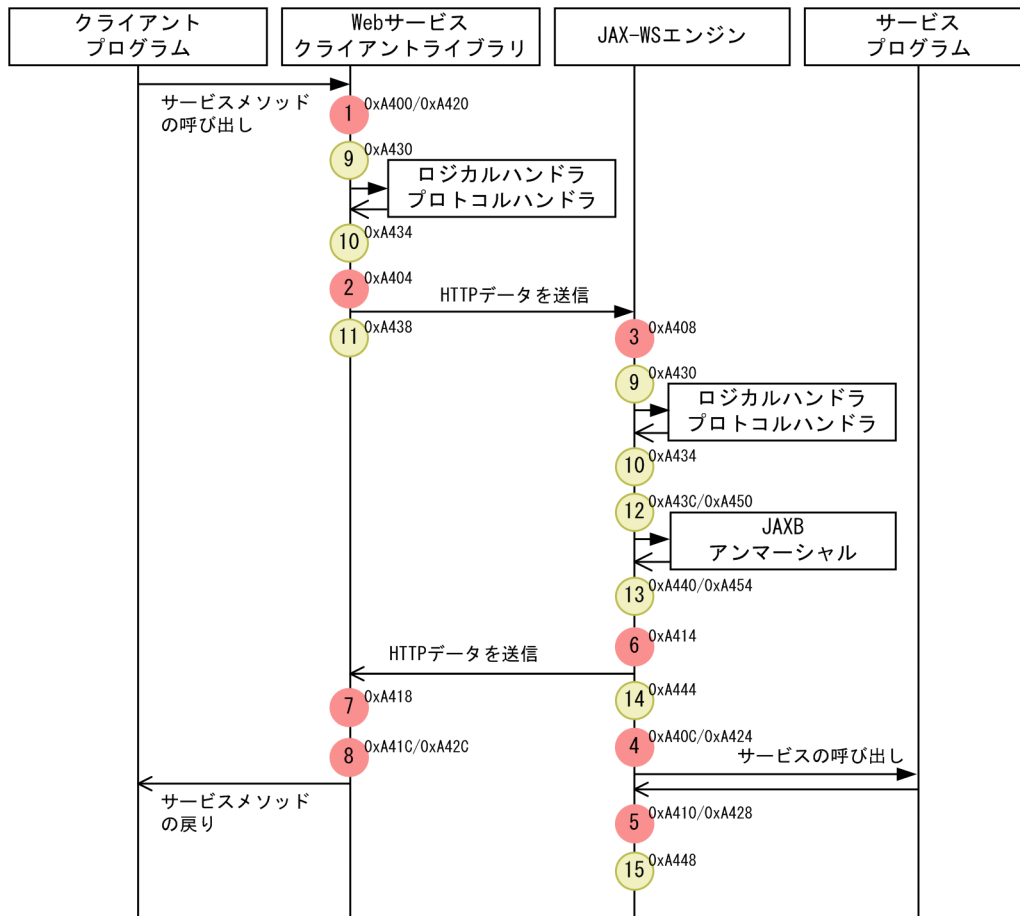 クライアント
プログラム
Webサービス
クライアントライブラリ
JAX-WSエンジン
サービス
プログラム
サービスメソッド
の呼び出し
1
0xA400/0xA420
9
0xA430
ロジカルハンドラ
プロトコルハンドラ
10
0xA434
2
0xA404
HTTPデータを送信
11
0xA438
3
0xA408
9
0xA430
ロジカルハンドラ
プロトコルハンドラ
10
0xA434
12
0xA43C/0xA450
JAXB
アンマーシャル
13
0xA440/0xA454
6
0xA414
HTTPデータを送信
14
0xA444
7
0xA418
4
0xA40C/0xA424
8
0xA41C/0xA42C
サービスの呼び出し
サービスメソッド
の戻り
5
0xA410/0xA428
15
0xA448